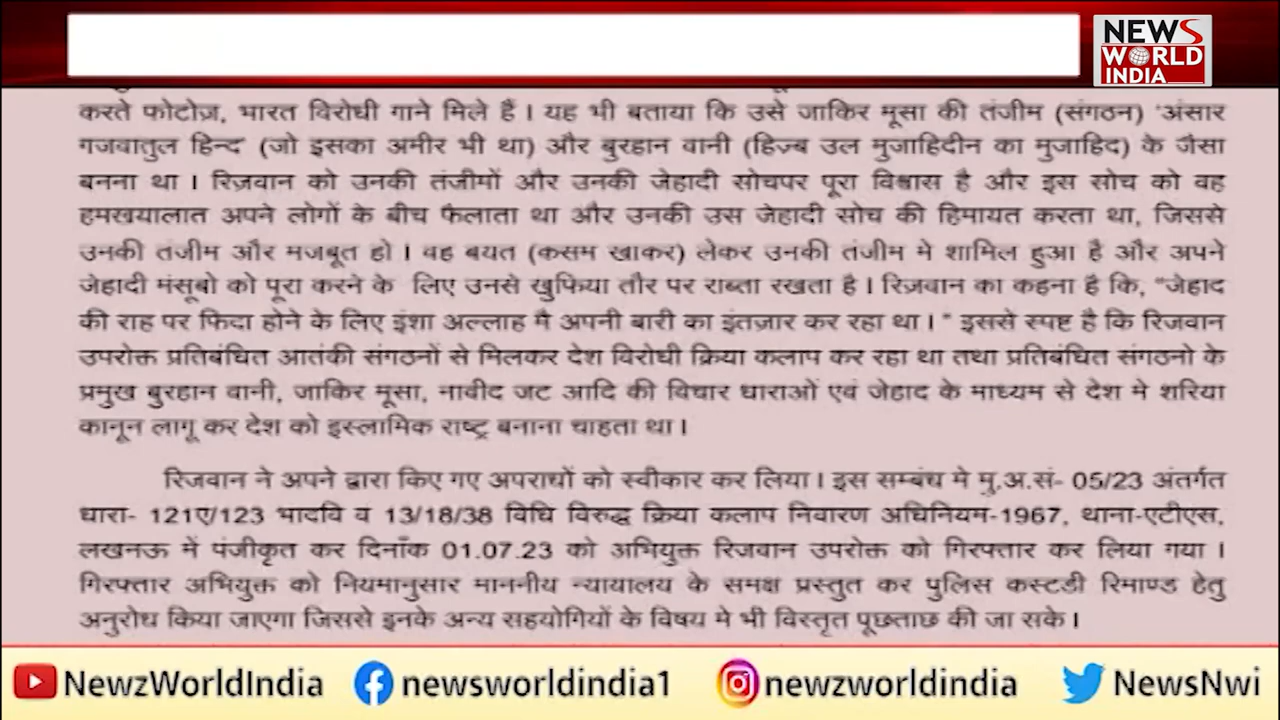 NEWS
WORLD
INDIA
करते फोटोज़, भारत विरोधी गाने मिले हैं । यह भी बताया कि उसे जाकिर मूसा की तंजीम (संगठन) 'अंसार
गजवातुल हिन्द' (जो इसका अमीर भी था) और बुरहान वानी (हिज़्ब उल मुजाहिदीन का मुजाहिद) के जैसा
बनना था । रिज़वान को उनकी तंजीमों और उनकी जेहादी सोचपर पूरा विश्वास है और इस सोच को वह
हमखयालात अपने लोगों के बीच फैलाता था और उनकी उस जेहादी सोच की हिमायत करता था, जिससे
उनकी तंजीम और मजबूत हो । वह बयत (कसम खाकर) लेकर उनकी तंजीम मे शामिल हुआ है और अपने
जेहादी मंसूबो को पूरा करने के लिए उनसे खुफिया तौर पर राब्ता रखता है । रिज़वान का कहना है कि, "जेहाद
की राह पर फिदा होने के लिए इंशा अल्लाह मै अपनी बारी का इंतज़ार कर रहा था ।" इससे स्पष्ट है कि रिजवान
उपरोक्त प्रतिबंधित आतंकी संगठनों से मिलकर देश विरोधी क्रिया कलाप कर रहा था तथा प्रतिबंधित संगठनो के
प्रमुख बुरहान वानी, जाकिर मूसा, नावीद जट आदि की विचार धाराओं एवं जेहाद के माध्यम से देश मे शरिया
कानून लागू कर देश को इस्लामिक राष्ट्र बनाना चाहता था ।
रिजवान ने अपने द्वारा किए गए अपराधों को स्वीकार कर लिया । इस सम्बंध मे मु.अ.सं- 05/23 अंतर्गत
धारा- 121ए/123 भादवि व 13/18/38 विधि विरुद्ध क्रिया कलाप निवारण अधिनियम-1967, थाना-एटीएस,
लखनऊ में पंजीकृत कर दिनाँक 01.07.23 को अभियुक्त रिजवान उपरोक्त को गिरफ्तार कर लिया गया ।
गिरफ्तार अभियुक्त को नियमानुसार माननीय न्यायालय के समक्ष प्रस्तुत कर पुलिस कस्टडी रिमाण्ड हेतु
अनुरोध किया जाएगा जिससे इनके अन्य सहयोगियों के विषय मे भी विस्तृत पूछताछ की जा सके ।
NewzWorldIndia newsworldindia1 newzworldindia NewsNwi